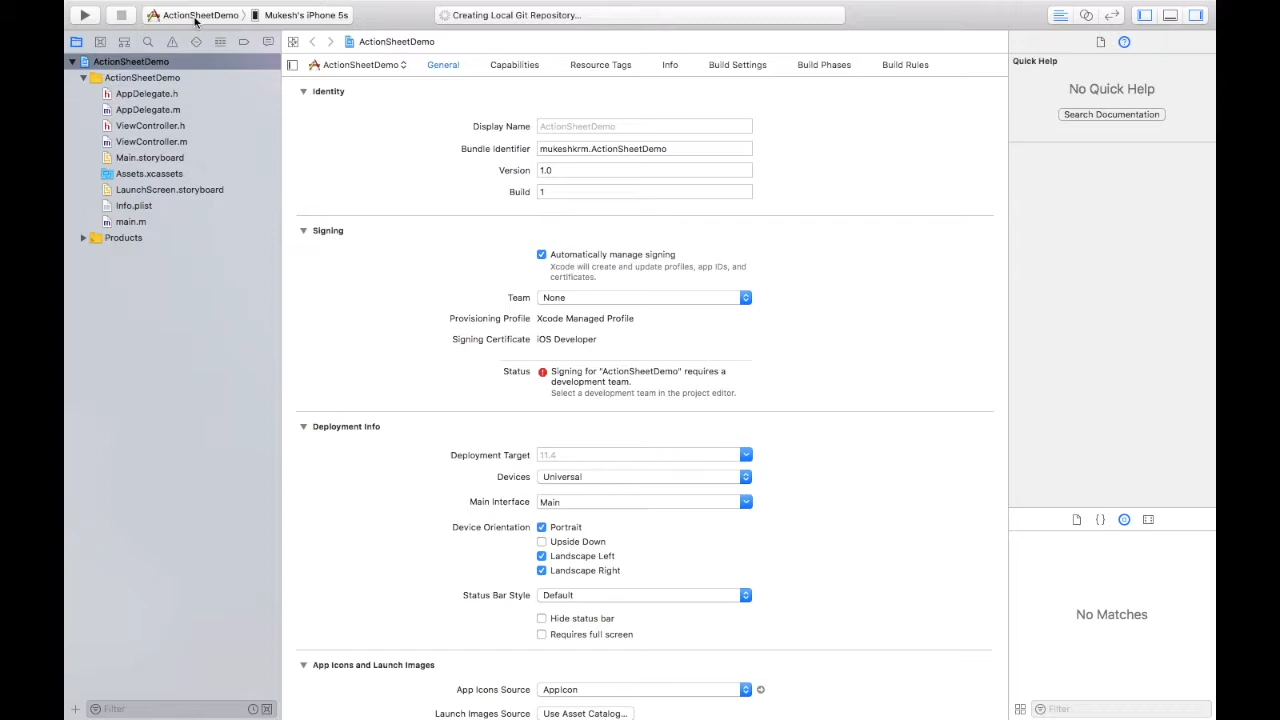 ActionSheetDemo 〉 Mukesh's iPhone 5s
Creating Local Git Repository...
ActionSheetDemo
ActionSheetDemo
AppDelegate.h
AppDelegate.m
ViewController.h
ViewController.m
Main.storyboard
Assets.xcassets
LaunchScreen.storyboard
Info.plist
main.m
Products
Filter
ActionSheetDemo
ActionSheetDemo General Capabilities Resource Tags Info Build Settings Build Phases Build Rules
Identity
Display Name ActionSheetDemo
Bundle Identifier mukeshkrm.ActionSheetDemo
Version 1.0
Build 1
Signing
Automatically manage signing
Xcode will create and update profiles, app IDs, and
certificates.
Team None
Provisioning Profile Xcode Managed Profile
Signing Certificate iOS Developer
Status Signing for "ActionSheetDemo" requires a
development team.
Select a development team in the project editor.
Deployment Info
Deployment Target 11.4
Devices Universal
Main Interface Main
Device Orientation Portrait
Upside Down
Landscape Left
Landscape Right
Status Bar Style Default
Hide status bar
Requires full screen
App Icons and Launch Images
App Icons Source AppIcon
Launch Images Source Use Asset Catalog...
Quick Help
No Quick Help
Search Documentation
{ }
No Matches
Filter